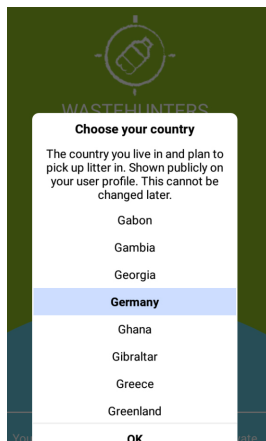 WASTEHUNTERS
Choose your country
The country you live in and plan to
pick up litter in. Shown publicly on
your user profile. This cannot be
changed later.
Gabon
Gambia
Georgia
Germany
Ghana
Gibraltar
Greece
Greenland
OK